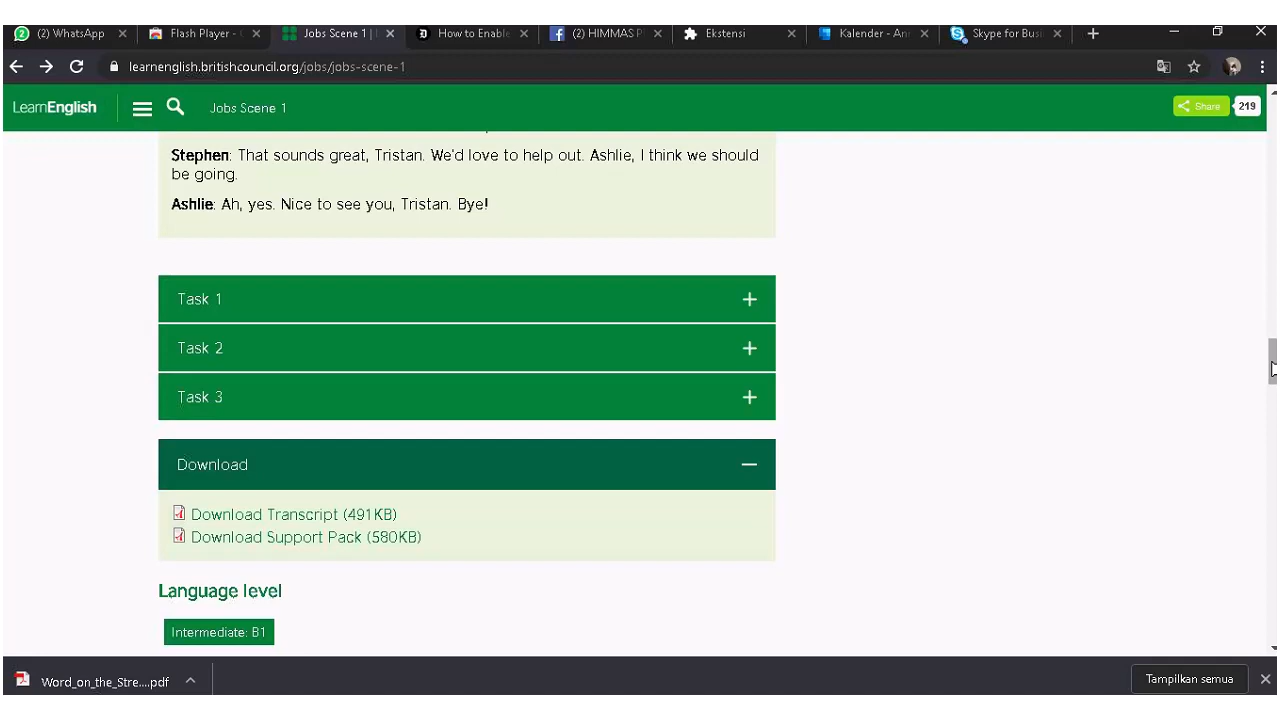 (2) WhatsApp
Flash Player - C
Jobs Scene 1 |
How to Enable
(2) HIMMAS P
Ekstensi
Kalender - An
Skype for Busi
learnenglish.britishcouncil.org/jobs/jobs-scene-1
LearnEnglish
Jobs Scene 1
Share
219
Stephen: That sounds great, Tristan. We'd love to help out. Ashlie, I think we should
be going.
Ashlie: Ah, yes. Nice to see you, Tristan. Bye!
Task 1
Task 2
Task 3
Download
Download Transcript (491KB)
Download Support Pack (580KB)
Language level
Intermediate: B1
Word_on_the_Stre....pdf
Tampilkan semua